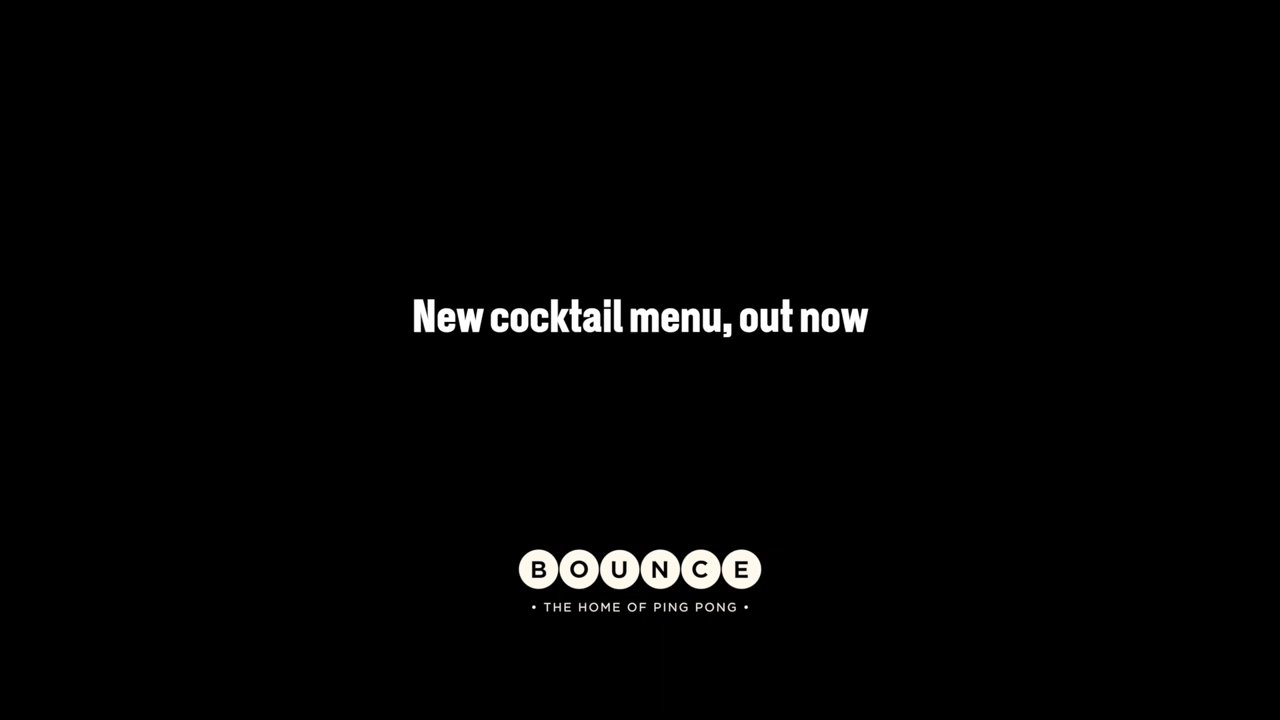 New cocktail menu, out now
BOUNCE
• THE HOME OF PING PONG •